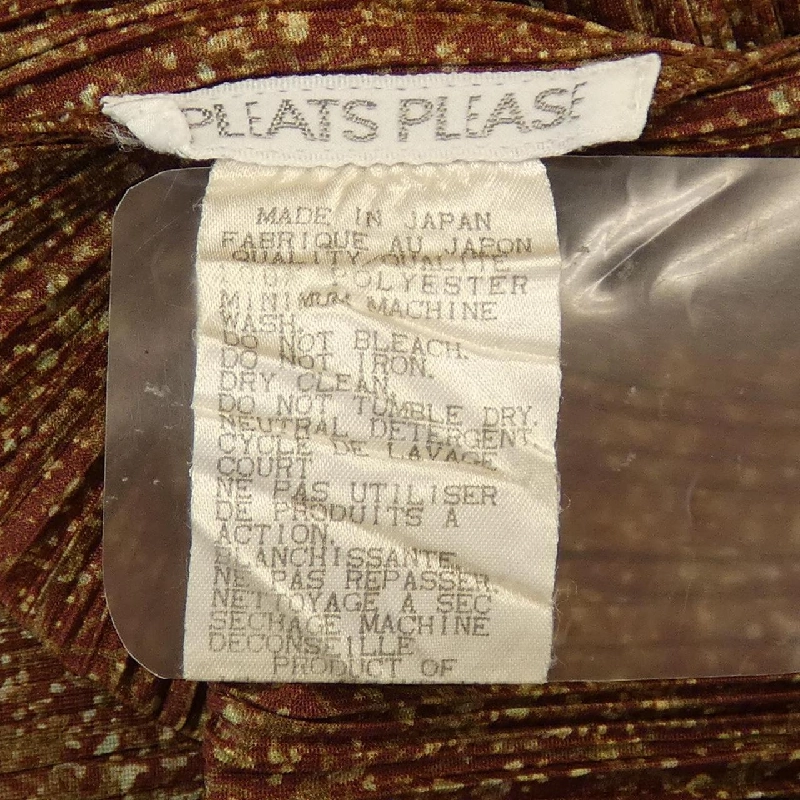 PLEATS PLEASE
MADE IN JAPAN
FABRIQUE AU JAPON
QUALITY/QUALITE
POLYESTER
MINIMUM MACHINE
WASH.
DO NOT BLEACH.
DO NOT IRON.
DRY CLEAN.
DO NOT TUMBLE DRY.
NEUTRAL DETERGENT.
CYCLE DE LAVAGE
COURT
NE PAS UTILISER
DE PRODUITS A
ACTION.
BLANCHISSANTE.
NE PAS REPASSER.
NETTOYAGE A SEC
SECHAGE MACHINE
DECONSEILLE
PRODUCT OF